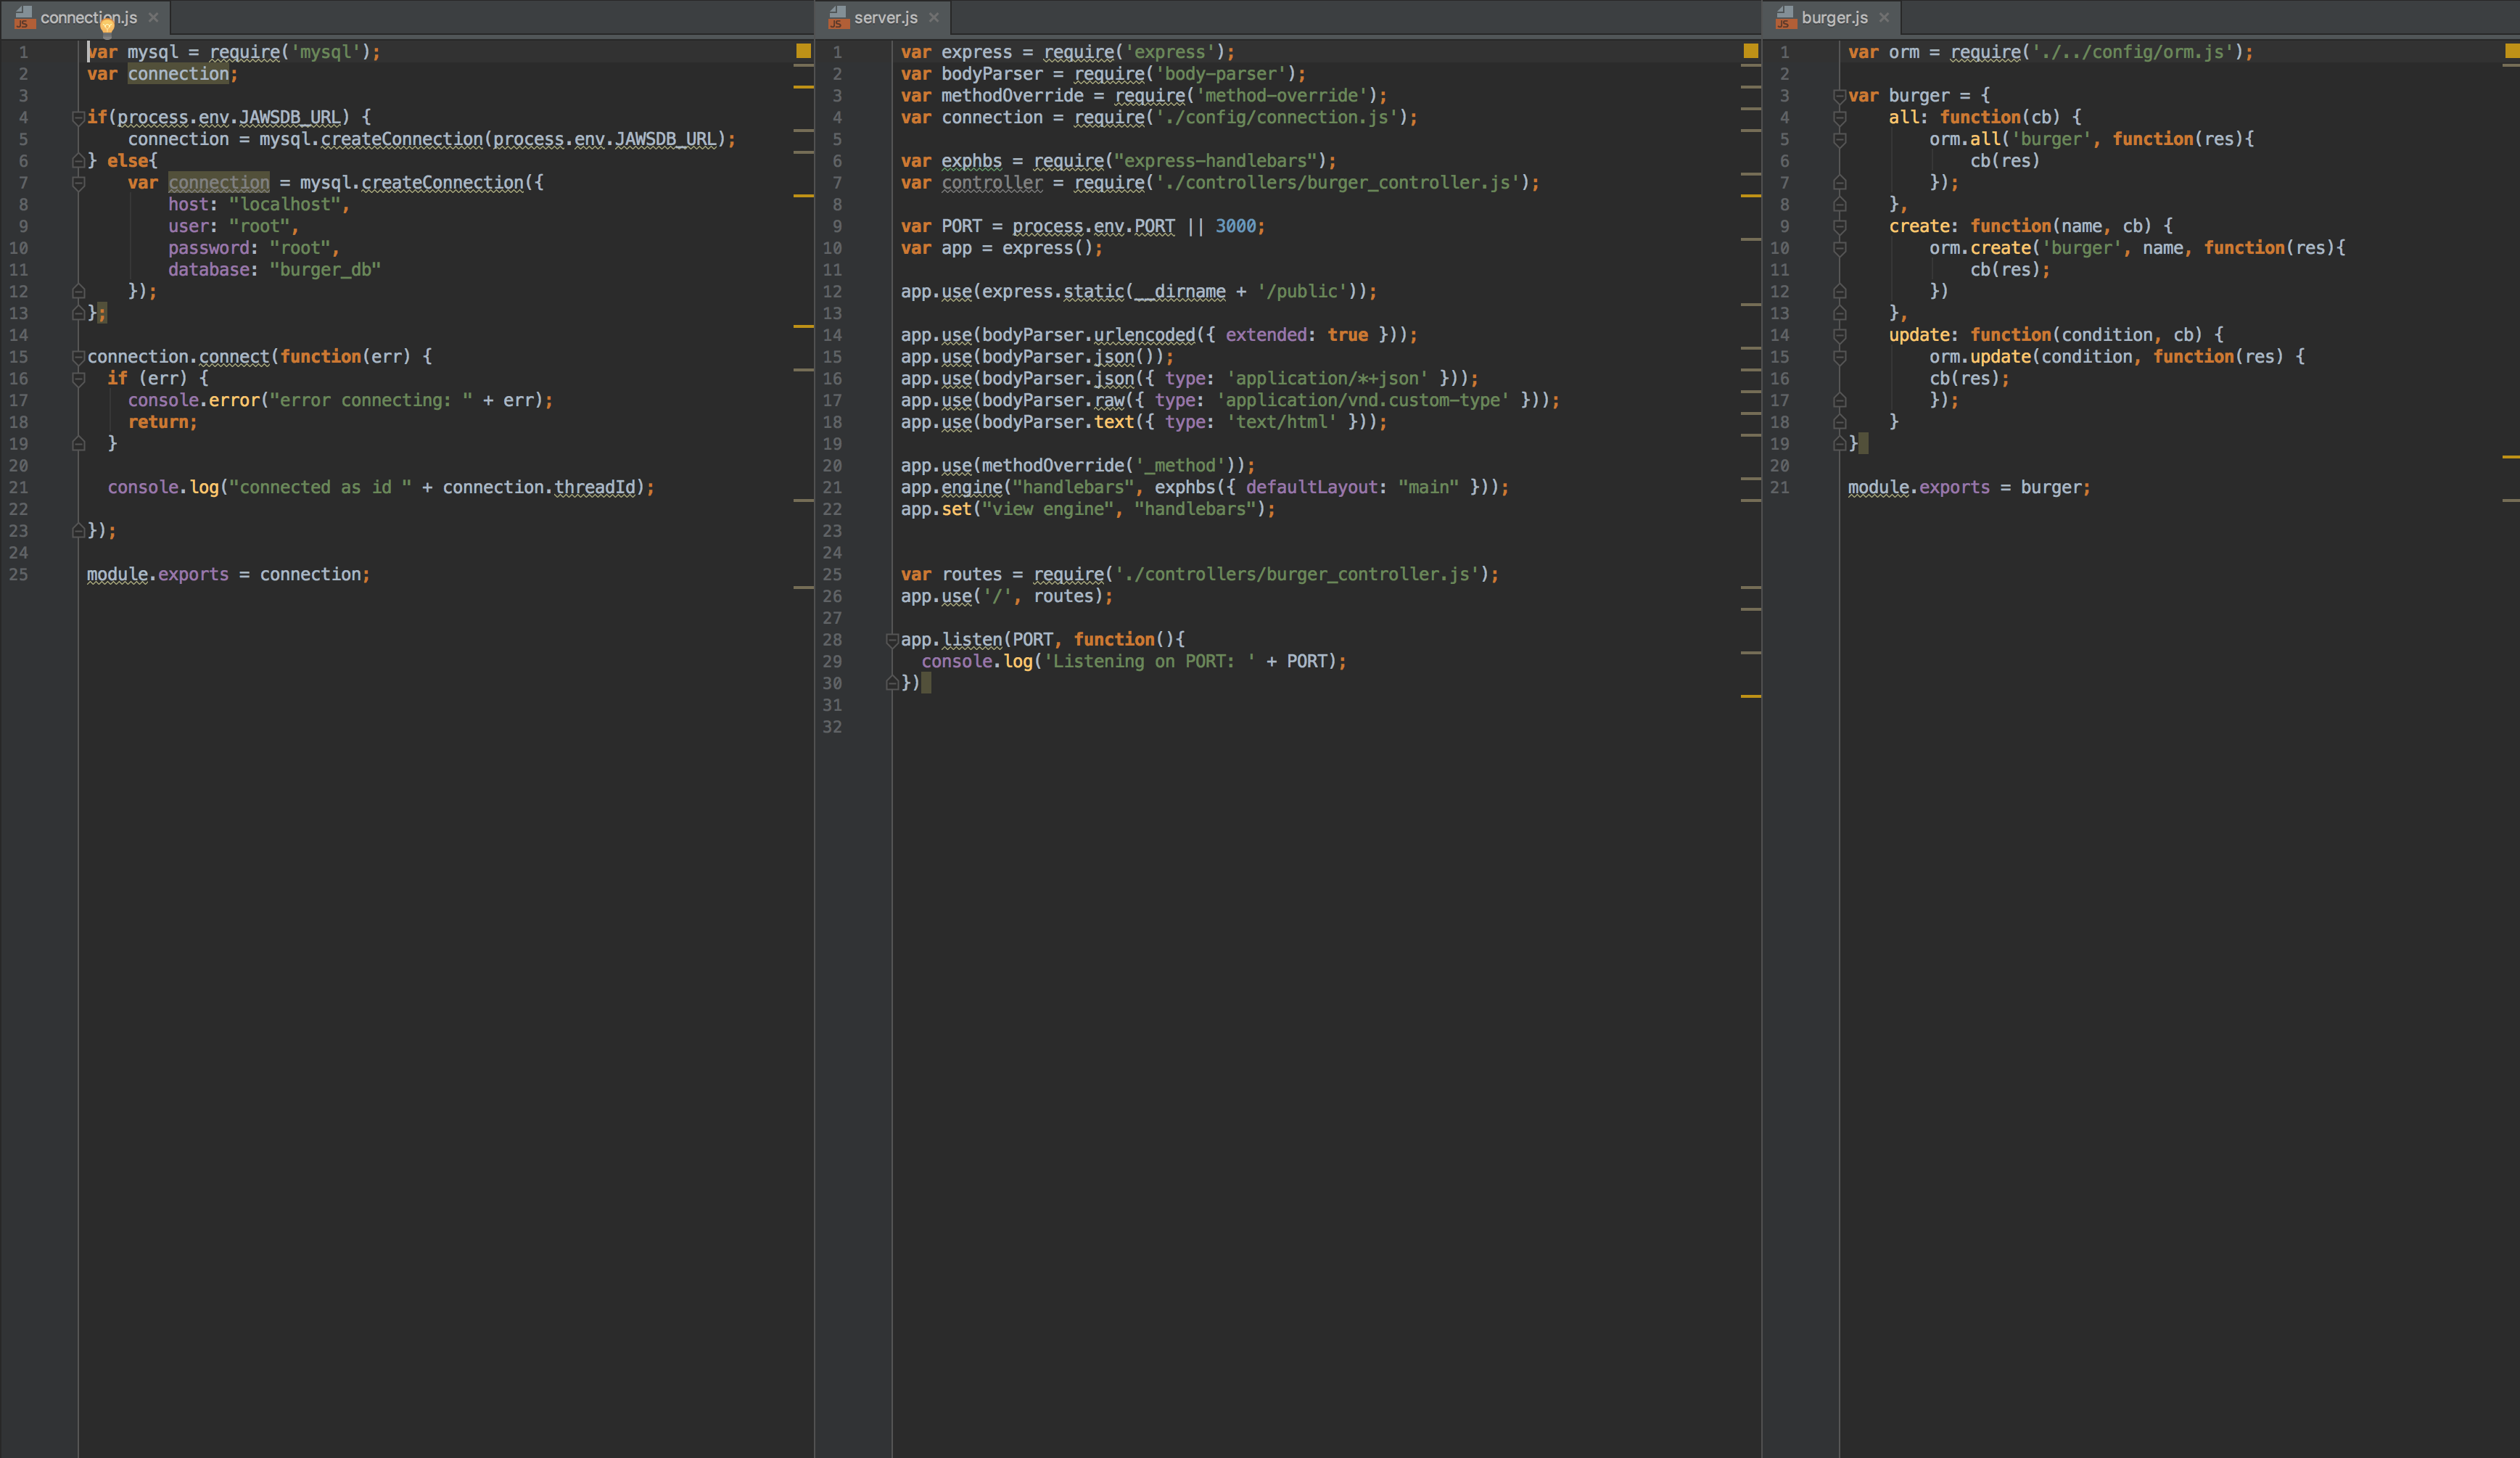 connection.js
1 var mysql = require('mysql');
2 var connection;
3
4 if(process.env.JAWSDB_URL) {
5     connection = mysql.createConnection(process.env.JAWSDB_URL);
6 } else{
7     var connection = mysql.createConnection({
8         host: "localhost",
9         user: "root",
10         password: "root",
11         database: "burger_db"
12     });
13 };
14
15 connection.connect(function(err) {
16   if (err) {
17     console.error("error connecting: " + err);
18     return;
19   }
20
21   console.log("connected as id " + connection.threadId);
22
23 });
24
25 module.exports = connection;
server.js
1 var express = require('express');
2 var bodyParser = require('body-parser');
3 var methodOverride = require('method-override');
4 var connection = require('./config/connection.js');
5
6 var exphbs = require("express-handlebars");
7 var controller = require('./controllers/burger_controller.js');
8
9 var PORT = process.env.PORT || 3000;
10 var app = express();
11
12 app.use(express.static(__dirname + '/public'));
13
14 app.use(bodyParser.urlencoded({ extended: true }));
15 app.use(bodyParser.json());
16 app.use(bodyParser.json({ type: 'application/*+json' }));
17 app.use(bodyParser.raw({ type: 'application/vnd.custom-type' }));
18 app.use(bodyParser.text({ type: 'text/html' }));
19
20 app.use(methodOverride('_method'));
21 app.engine("handlebars", exphbs({ defaultLayout: "main" }));
22 app.set("view engine", "handlebars");
23
24
25 var routes = require('./controllers/burger_controller.js');
26 app.use('/', routes);
27
28 app.listen(PORT, function(){
29   console.log('Listening on PORT: ' + PORT);
30 })
31
32
burger.js
1 var orm = require('./../config/orm.js');
2
3 var burger = {
4     all: function(cb) {
5         orm.all('burger', function(res){
6             cb(res)
7         });
8     },
9     create: function(name, cb) {
10         orm.create('burger', name, function(res){
11             cb(res);
12         })
13     },
14     update: function(condition, cb) {
15         orm.update(condition, function(res) {
16         cb(res);
17         });
18     }
19 }
20
21 module.exports = burger;